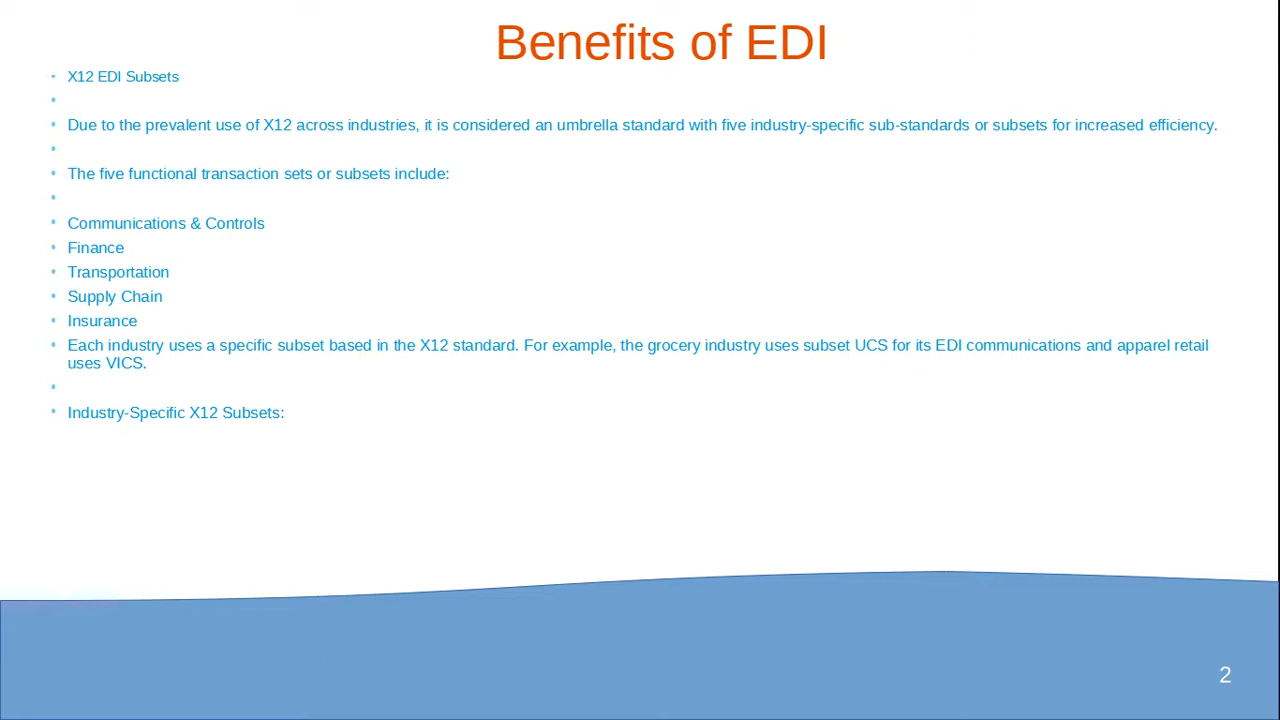 Benefits of EDI
X12 EDI Subsets
Due to the prevalent use of X12 across industries, it is considered an umbrella standard with five industry-specific sub-standards or subsets for increased efficiency.
The five functional transaction sets or subsets include:
Communications & Controls
Finance
Transportation
Supply Chain
Insurance
Each industry uses a specific subset based in the X12 standard. For example, the grocery industry uses subset UCS for its EDI communications and apparel retail
uses VICS.
Industry-Specific X12 Subsets:
2